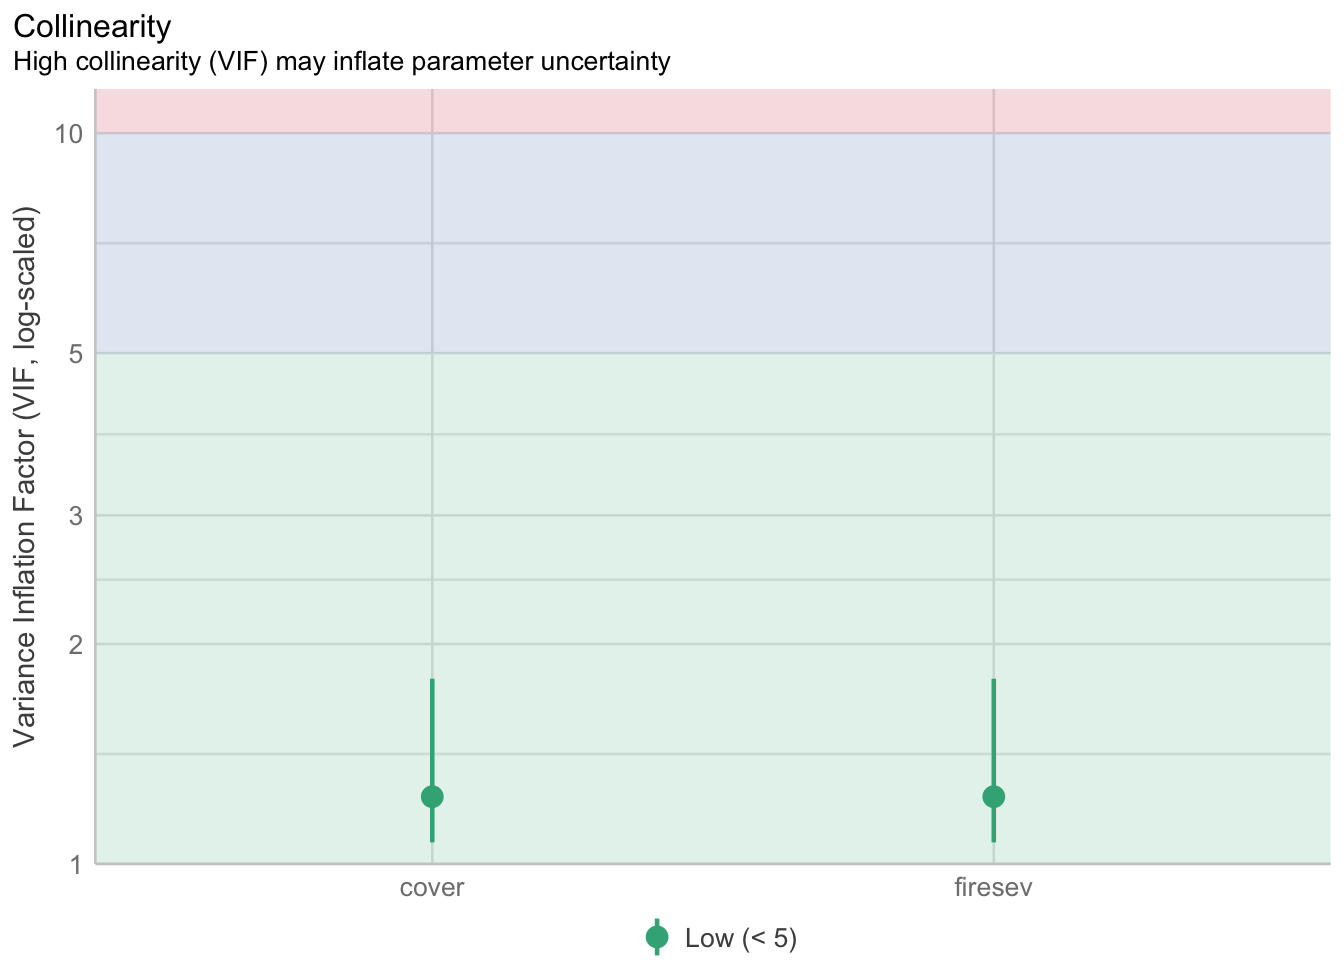 Collinearity
High collinearity (VIF) may inflate parameter uncertainty
Variance Inflation Factor (VIF, log-scaled)
10
5
3
2
1
cover
firesev
Low (< 5)